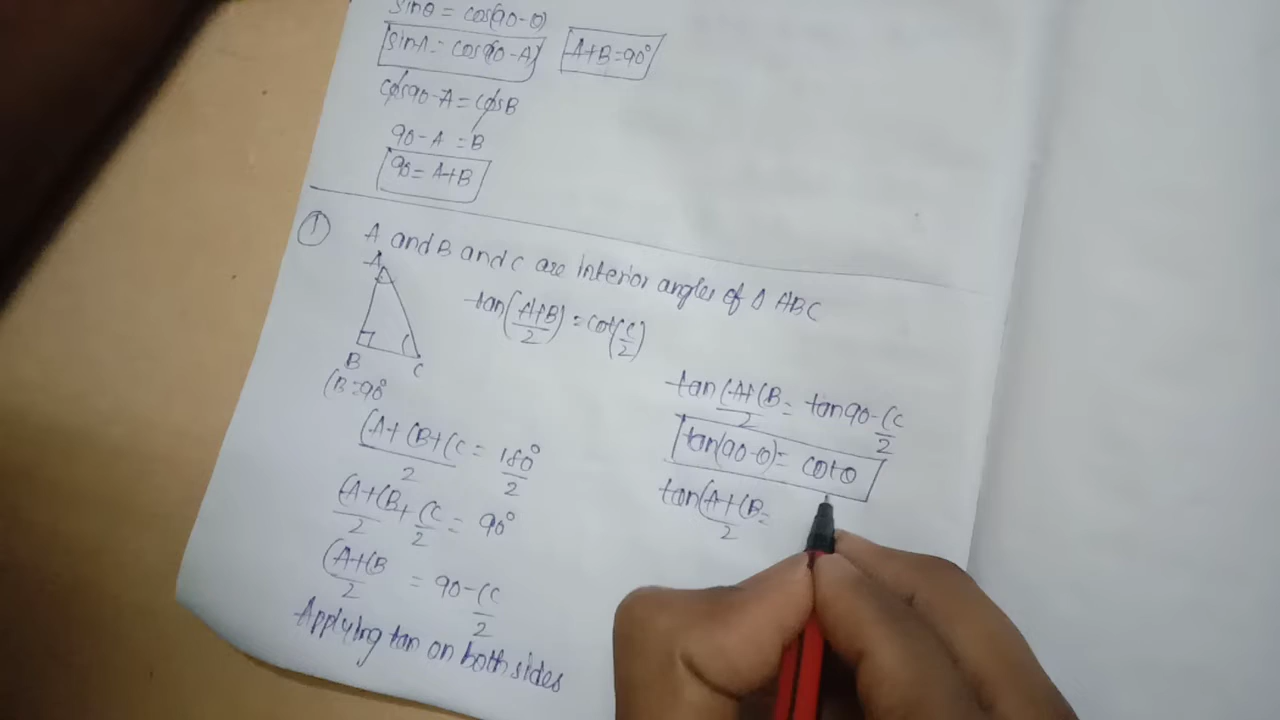 sinθ = cos(90-θ)
sinA = cos(90-A) A+B=90°
cos90-A = cosB
90-A = B
90 = A+B
① A and B and C are interior angles of Δ ABC
A
tan(A+B/2) = cot(C/2)
B C
(B=90°
(A+(B+(C/2 = 180°/2
(A+(B/2 + (C/2 = 90°
(A+(B/2 = 90-(C/2
Applying tan on both sides
tan(A+(B/2 = tan90-(C/2
tan(90-θ) = cotθ
tan(A+(B/2 =